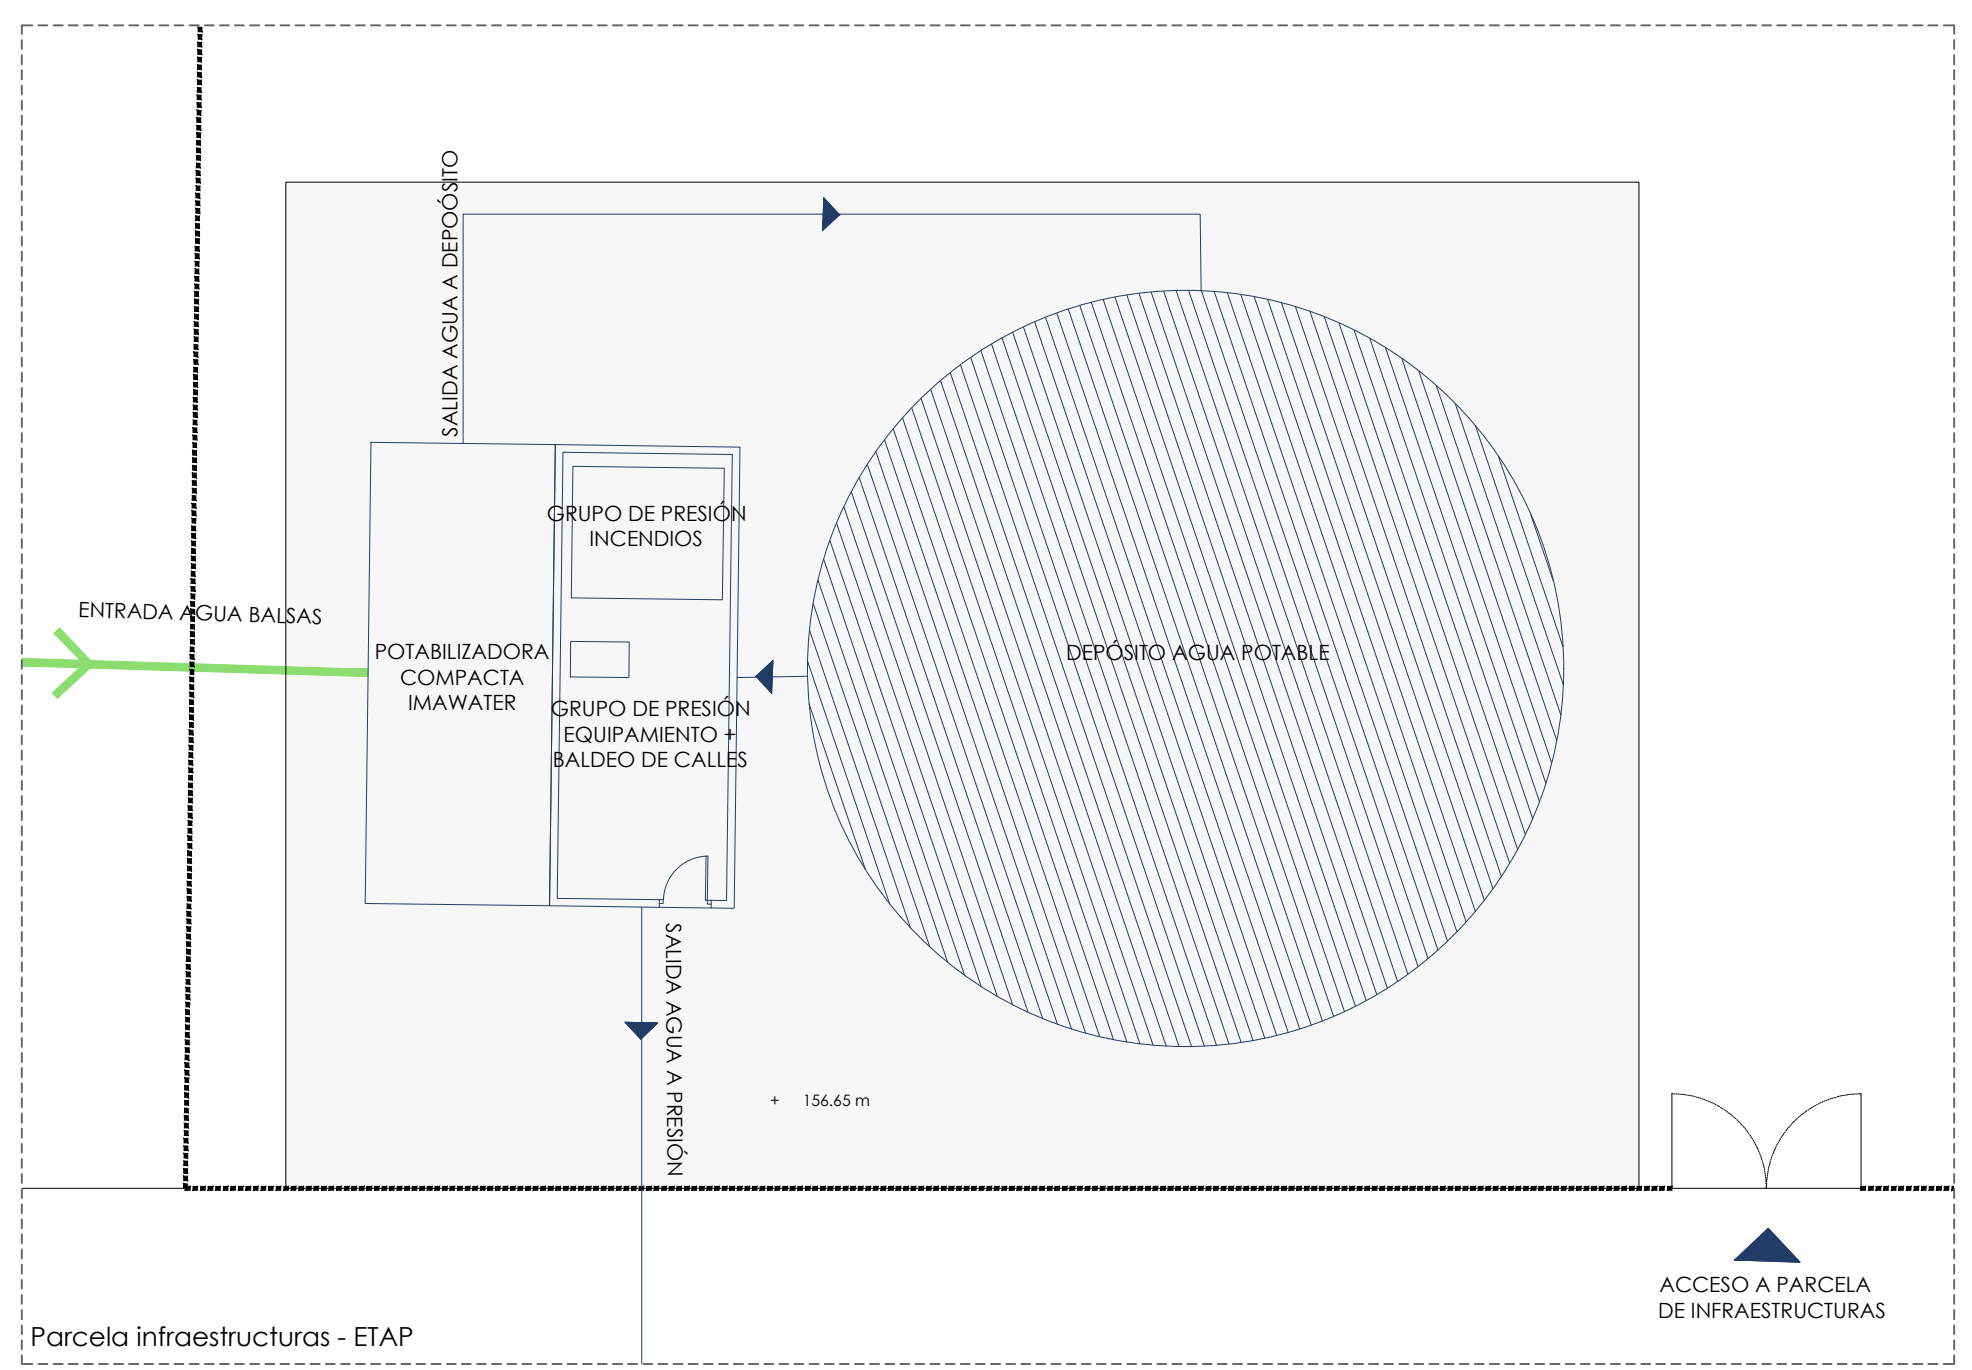 SALIDA AGUA A DEPOÓSITO
GRUPO DE PRESIÓN
INCENDIOS
ENTRADA AGUA BALSAS
POTABILIZADORA
COMPACTA
IMAWATER
DEPÓSITO AGUA POTABLE
GRUPO DE PRESIÓN
EQUIPAMIENTO +
BALDEO DE CALLES
SALIDA AGUA A PRESIÓN
+ 156.65 m
ACCESO A PARCELA
DE INFRAESTRUCTURAS
Parcela infraestructuras - ETAP